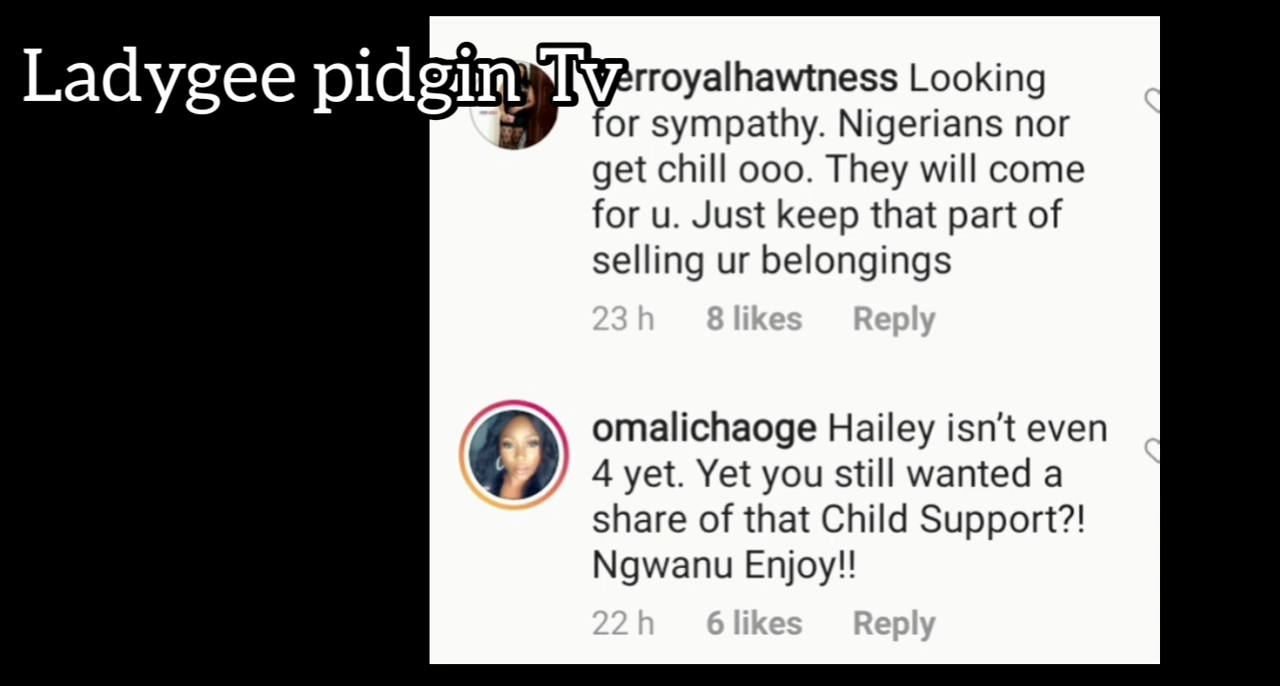 Ladygee pidgin Tv
erroyalhawtness Looking
for sympathy. Nigerians nor
get chill ooo. They will come
for u. Just keep that part of
selling ur belongings
23 h 8 likes Reply
omalichaoge Hailey isn’t even
4 yet. Yet you still wanted a
share of that Child Support?!
Ngwanu Enjoy!!
22 h 6 likes Reply